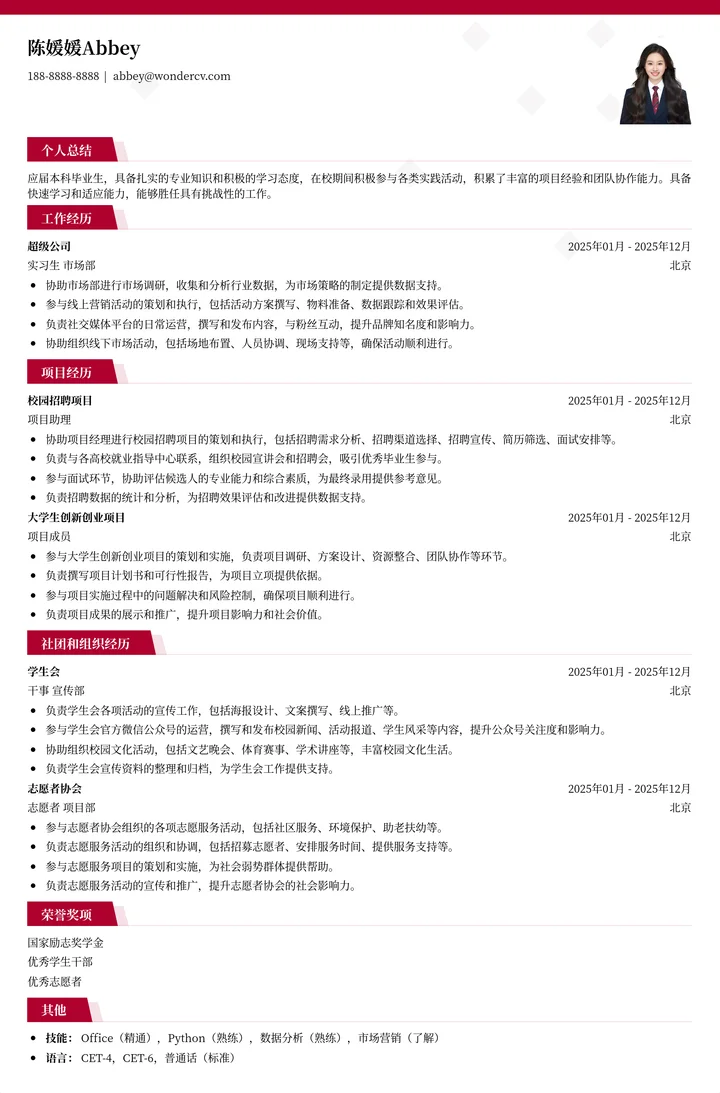 陈媛媛Abbey
188-8888-8888 | abbey@wondercv.com
个人总结
应届本科毕业生，具备扎实的专业知识和积极的学习态度，在校期间积极参与各类实践活动，积累了丰富的项目经验和团队协作能力。具备
快速学习和适应能力，能够胜任具有挑战性的工作。
工作经历
超级公司 2025年01月 - 2025年12月
实习生 市场部 北京
• 协助市场部进行市场调研，收集和分析行业数据，为市场策略的制定提供数据支持。
• 参与线上营销活动的策划和执行，包括活动方案撰写、物料准备、数据跟踪和效果评估。
• 负责社交媒体平台的日常运营，撰写和发布内容，与粉丝互动，提升品牌知名度和影响力。
• 协助组织线下市场活动，包括场地布置、人员协调、现场支持等，确保活动顺利进行。
项目经历
校园招聘项目 2025年01月 - 2025年12月
项目助理 北京
• 协助项目经理进行校园招聘项目的策划和执行，包括招聘需求分析、招聘渠道选择、招聘宣传、简历筛选、面试安排等。
• 负责与各高校就业指导中心联系，组织校园宣讲会和招聘会，吸引优秀毕业生参与。
• 参与面试环节，协助评估候选人的专业能力和综合素质，为最终录用提供参考意见。
• 负责招聘数据的统计和分析，为招聘效果评估和改进提供数据支持。
大学生创新创业项目 2025年01月 - 2025年12月
项目成员 北京
• 参与大学生创新创业项目的策划和实施，负责项目调研、方案设计、资源整合、团队协作等环节。
• 负责撰写项目计划书和可行性报告，为项目立项提供依据。
• 参与项目实施过程中的问题解决和风险控制，确保项目顺利进行。
• 负责项目成果的展示和推广，提升项目影响力和社会价值。
社团和组织经历
学生会 2025年01月 - 2025年12月
干事 宣传部 北京
• 负责学生会各项活动的宣传工作，包括海报设计、文案撰写、线上推广等。
• 参与学生会官方微信公众号的运营，撰写和发布校园新闻、活动报道、学生风采等内容，提升公众号关注度和影响力。
• 协助组织校园文化活动，包括文艺晚会、体育赛事、学术讲座等，丰富校园文化生活。
• 负责学生会宣传资料的整理和归档，为学生会工作提供支持。
志愿者协会 2025年01月 - 2025年12月
志愿者 项目部 北京
• 参与志愿者协会组织的各项志愿服务活动，包括社区服务、环境保护、助老扶幼等。
• 负责志愿服务活动的组织和协调，包括招募志愿者、安排服务时间、提供服务支持等。
• 参与志愿服务项目的策划和实施，为社会弱势群体提供帮助。
• 负责志愿服务活动的宣传和推广，提升志愿者协会的社会影响力。
荣誉奖项
国家励志奖学金
优秀学生干部
优秀志愿者
其他
• 技能： Office（精通），Python（熟练），数据分析（熟练），市场营销（了解）
• 语言： CET-4，CET-6，普通话（标准）